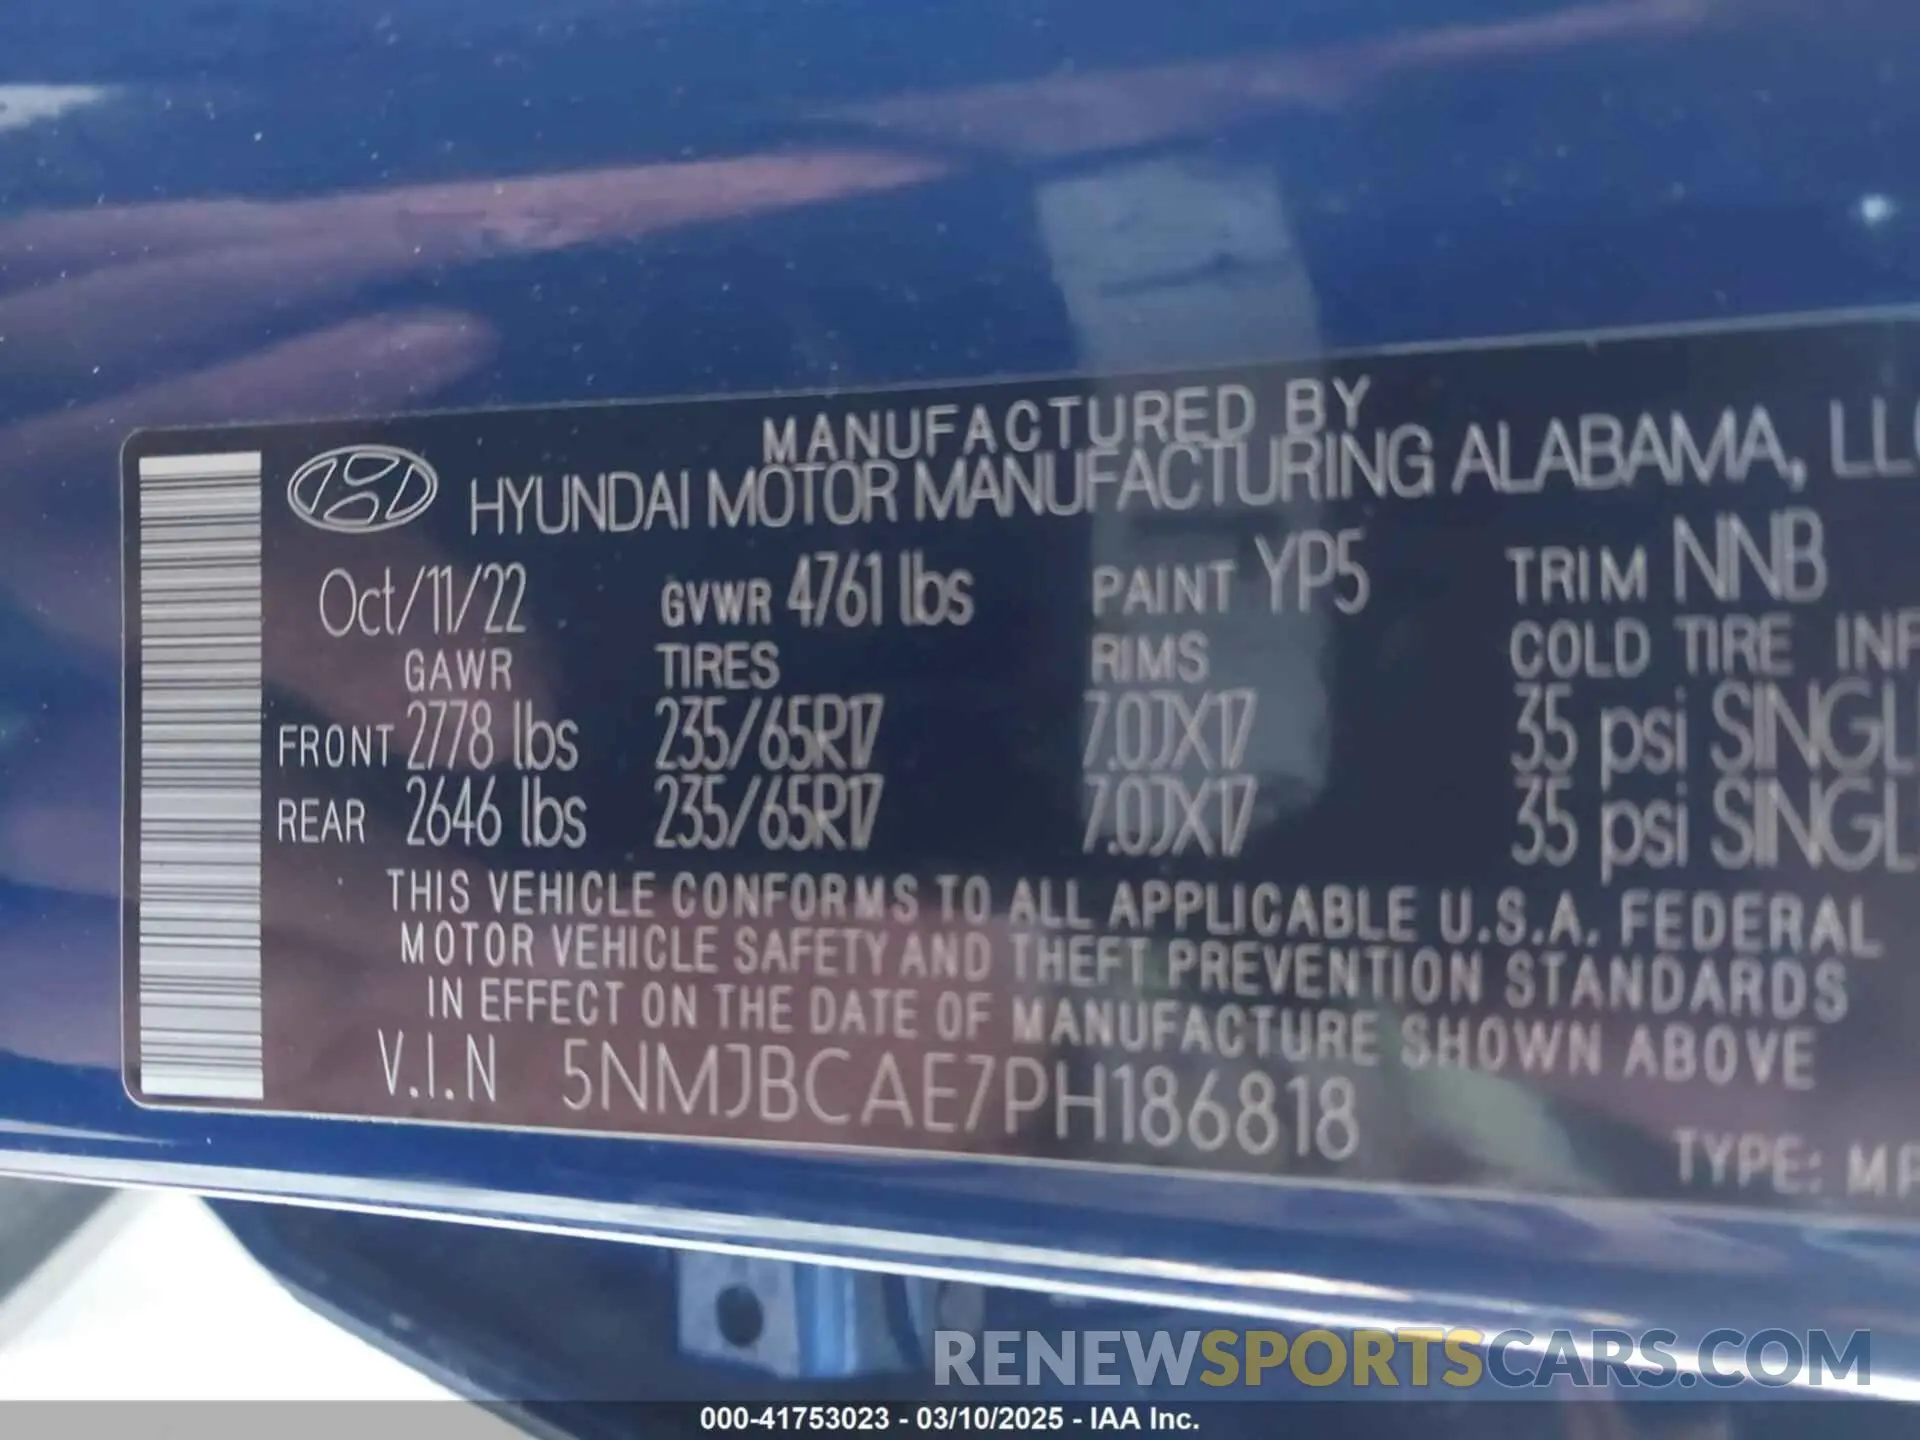 MANUFACTURED BY
HYUNDAI MOTOR MANUFACTURING ALABAMA, LLC
Oct/11/22 GVWR 4761 lbs PAINT YP5 TRIM NNB
GAWR TIRES RIMS COLD TIRE INF
FRONT 2778 lbs 235/65R17 7.0JX17 35 psi SINGL
REAR 2646 lbs 235/65R17 7.0JX17 35 psi SINGL
THIS VEHICLE CONFORMS TO ALL APPLICABLE U.S.A. FEDERAL
MOTOR VEHICLE SAFETY AND THEFT PREVENTION STANDARDS
IN EFFECT ON THE DATE OF MANUFACTURE SHOWN ABOVE
V.I.N 5NMJBCAE7PH186818
TYPE: MP
RENEWSPORTSCARS.COM
000-41753023 - 03/10/2025 - IAA Inc.